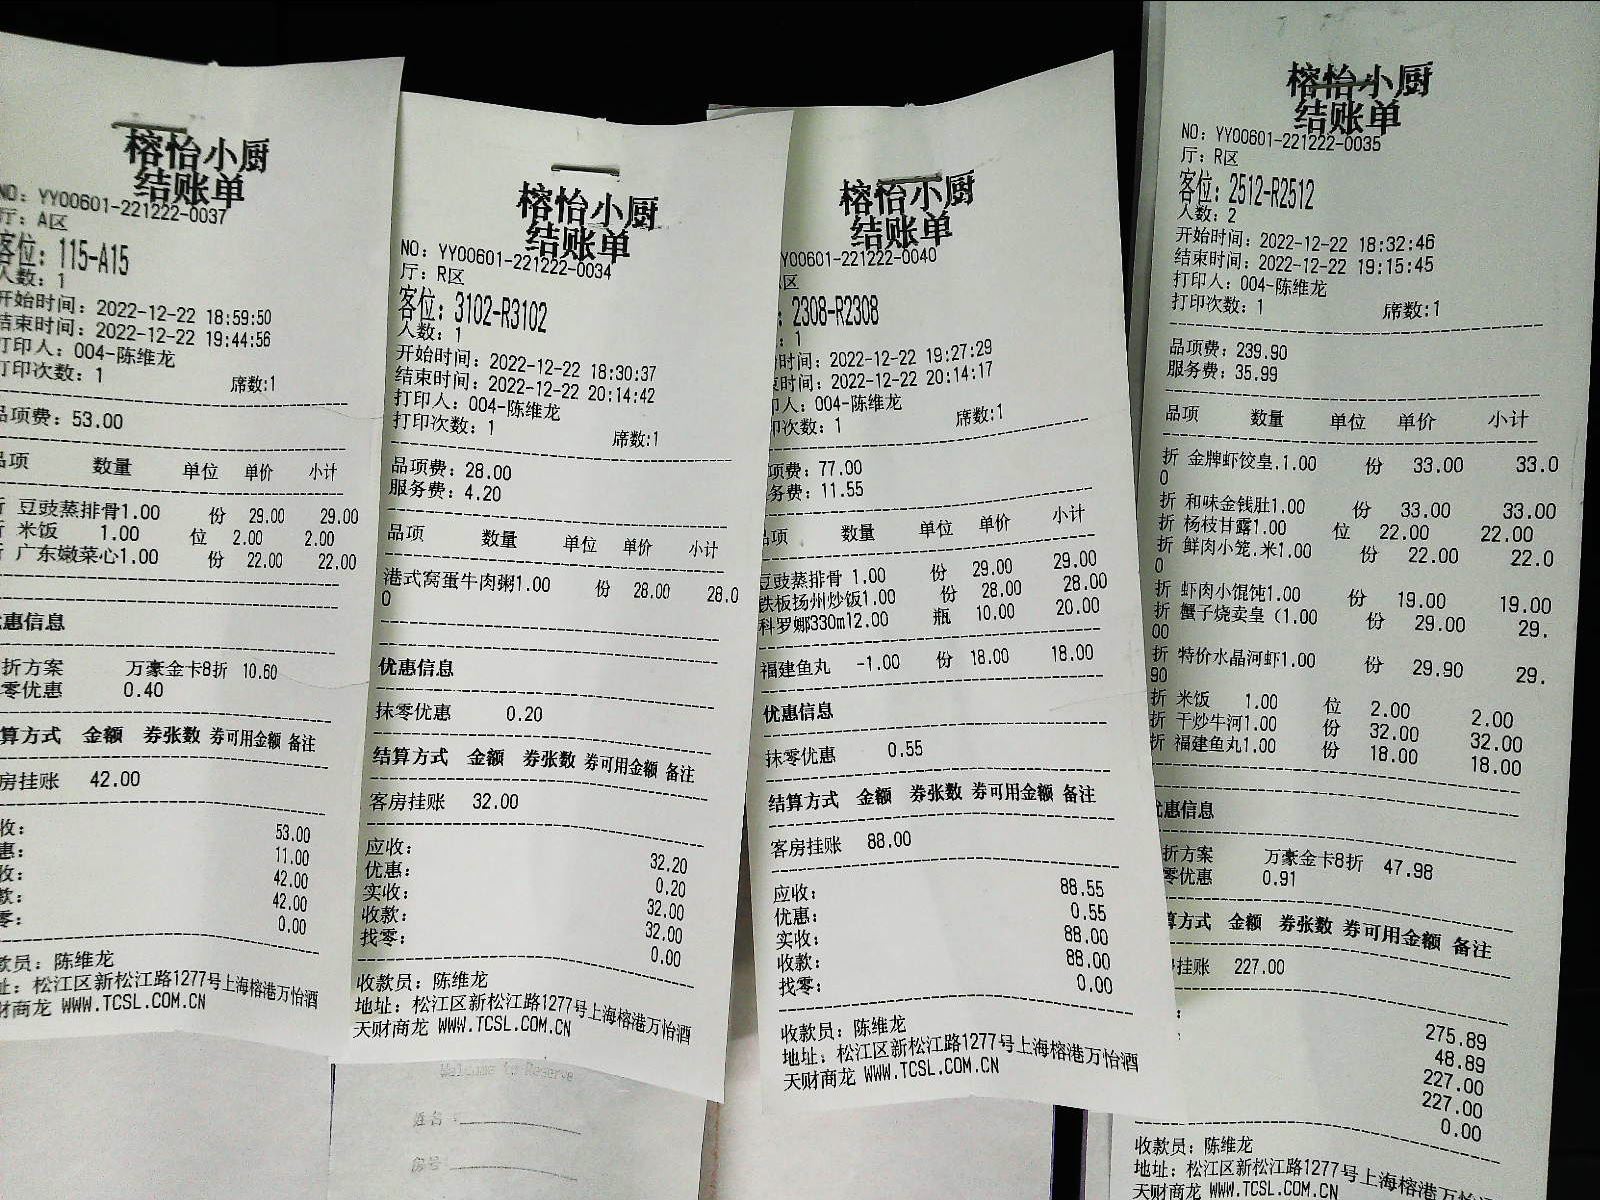 榕怡小厨
结账单
NO: YY00601-221222-0037
厅: A区
客位: 115-A15
人数: 1
开始时间: 2022-12-22 18:59:50
结束时间: 2022-12-22 19:44:56
打印人: 004-陈维龙
打印次数: 1 席数:1
品项费: 53.00
品项 数量 单位 单价 小计
折 豆豉蒸排骨1.00 份 29.00 29.00
折 米饭 1.00 位 2.00 2.00
折 广东嫩菜心1.00 份 22.00 22.00
惠信息
折方案 万豪金卡8折 10.60
零优惠 0.40
算方式 金额 券张数 券可用金额 备注
房挂账 42.00
收: 53.00
惠: 11.00
收: 42.00
款: 42.00
零: 0.00
款员: 陈维龙
址: 松江区新松江路1277号上海榕港万怡酒
财商龙 WWW.TCSL.COM.CN
榕怡小厨
结账单
NO: YY00601-221222-0034
厅: R区
客位: 3102-R3102
人数: 1
开始时间: 2022-12-22 18:30:37
结束时间: 2022-12-22 20:14:42
打印人: 004-陈维龙
打印次数: 1 席数:1
品项费: 28.00
服务费: 4.20
品项 数量 单位 单价 小计
港式窝蛋牛肉粥1.00 份 28.00 28.0
0
优惠信息
抹零优惠 0.20
结算方式 金额 券张数 券可用金额 备注
客房挂账 32.00
应收: 32.20
优惠: 0.20
实收: 32.00
收款: 32.00
找零: 0.00
收款员: 陈维龙
地址: 松江区新松江路1277号上海榕港万怡酒
天财商龙 WWW.TCSL.COM.CN
Welcome to Reserve
姓名:
房号:
榕怡小厨
结账单
YY00601-221222-0040
区
: 2308-R2308
: 1
时间: 2022-12-22 19:27:29
束时间: 2022-12-22 20:14:17
印人: 004-陈维龙
印次数: 1 席数:1
项费: 77.00
务费: 11.55
品项 数量 单位 单价 小计
豆豉蒸排骨 1.00 份 29.00 29.00
铁板扬州炒饭1.00 份 28.00 28.00
科罗娜330ml2.00 瓶 10.00 20.00
福建鱼丸 -1.00 份 18.00 18.00
优惠信息
抹零优惠 0.55
结算方式 金额 券张数 券可用金额 备注
客房挂账 88.00
应收: 88.55
优惠: 0.55
实收: 88.00
收款: 88.00
找零: 0.00
收款员: 陈维龙
地址: 松江区新松江路1277号上海榕港万怡酒
天财商龙 WWW.TCSL.COM.CN
榕怡小厨
结账单
NO: YY00601-221222-0035
厅: R区
客位: 2512-R2512
人数: 2
开始时间: 2022-12-22 18:32:46
结束时间: 2022-12-22 19:15:45
打印人: 004-陈维龙
打印次数: 1 席数:1
品项费: 239.90
服务费: 35.99
品项 数量 单位 单价 小计
折 金牌虾饺皇.1.00 份 33.00 33.0
0
折 和味金钱肚1.00 份 33.00 33.00
折 杨枝甘露1.00 位 22.00 22.00
折 鲜肉小笼.米1.00 份 22.00 22.0
0
折 虾肉小馄饨1.00 份 19.00 19.00
折 蟹子烧卖皇 (1.00 份 29.00 29.
00
折 特价水晶河虾1.00 份 29.90 29.
90
折 米饭 1.00 位 2.00 2.00
折 干炒牛河1.00 份 32.00 32.00
折 福建鱼丸1.00 份 18.00 18.00
优惠信息
折方案 万豪金卡8折 47.98
零优惠 0.91
算方式 金额 券张数 券可用金额 备注
挂账 227.00
: 275.89
48.89
227.00
227.00
0.00
收款员: 陈维龙
地址: 松江区新松江路1277号上海榕港万怡酒
天财商龙 WWW.TCSL.COM.CN